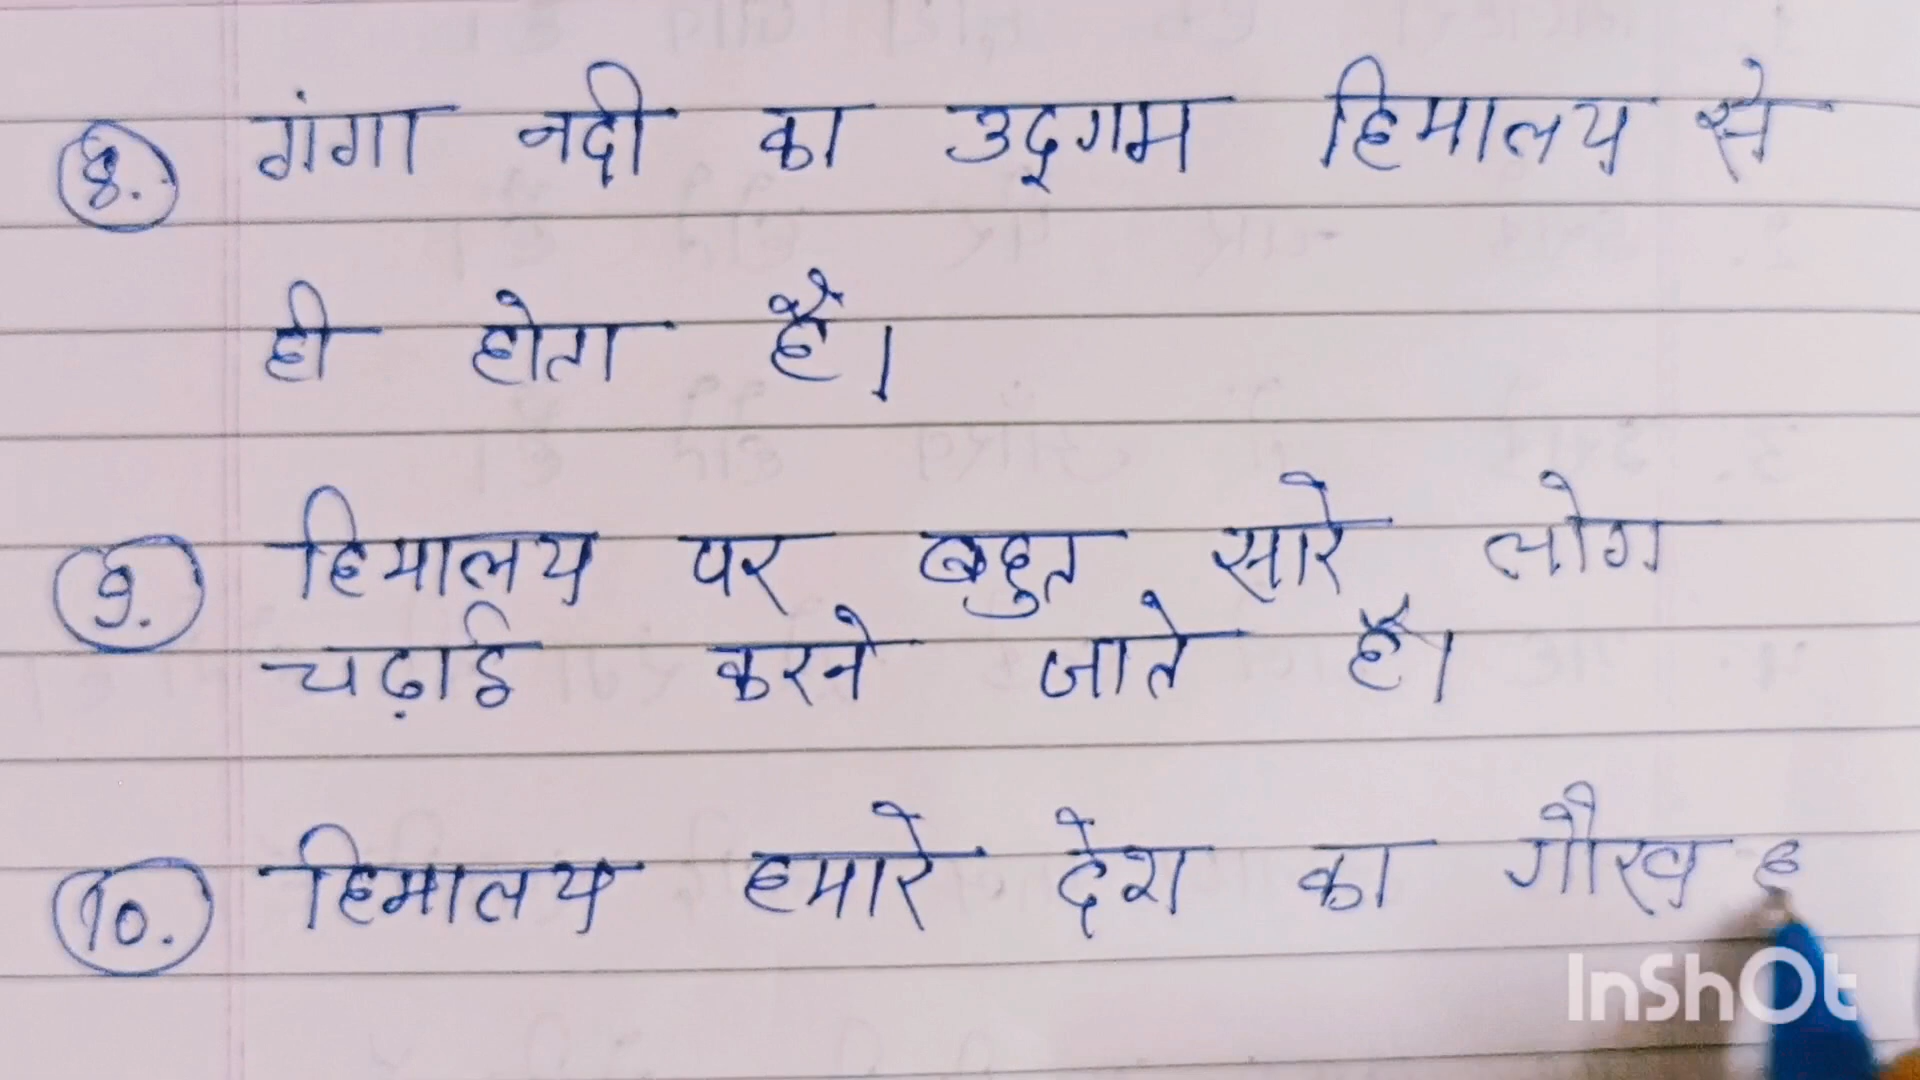 8. गंगा नदी का उद्गम हिमालय से
ही होता है।
9. हिमालय पर बहुत सारे लोग
चढ़ाई करने जाते हैं।
10. हिमालय हमारे देश का गौरव ह
InShOt